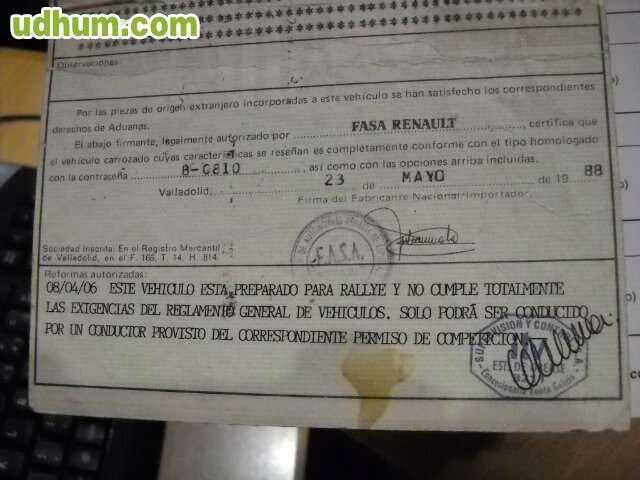 udhum.com
Observaciones:
Por las piezas de origen extranjero incorporadas a este vehículo se han satisfecho los correspondientes
derechos de Aduanas.
El abajo firmante, legalmente autorizado por FASA RENAULT, certifica que
el vehículo carrozado cuyas características se reseñan es completamente conforme con el tipo homologado
con la contraseña B-0810, así como con las opciones arriba incluidas.
Valladolid, 23 de MAYO de 19 88
Firma del Fabricante Nacional/Importador.
F.A.S.A.
Sociedad Inscrita: En el Registro Mercantil
de Valladolid, en el F. 165, T. 14, H. 814.
Reformas autorizadas:
08/04/06 ESTE VEHICULO ESTA PREPARADO PARA RALLYE Y NO CUMPLE TOTALMENTE
LAS EXIGENCIAS DEL REGLAMENTO GENERAL DE VEHICULOS. SOLO PODRÁ SER CONDUCIDO
POR UN CONDUCTOR PROVISTO DEL CORRESPONDIENTE PERMISO DE COMPETICION
SUPERVISION Y CONTROL